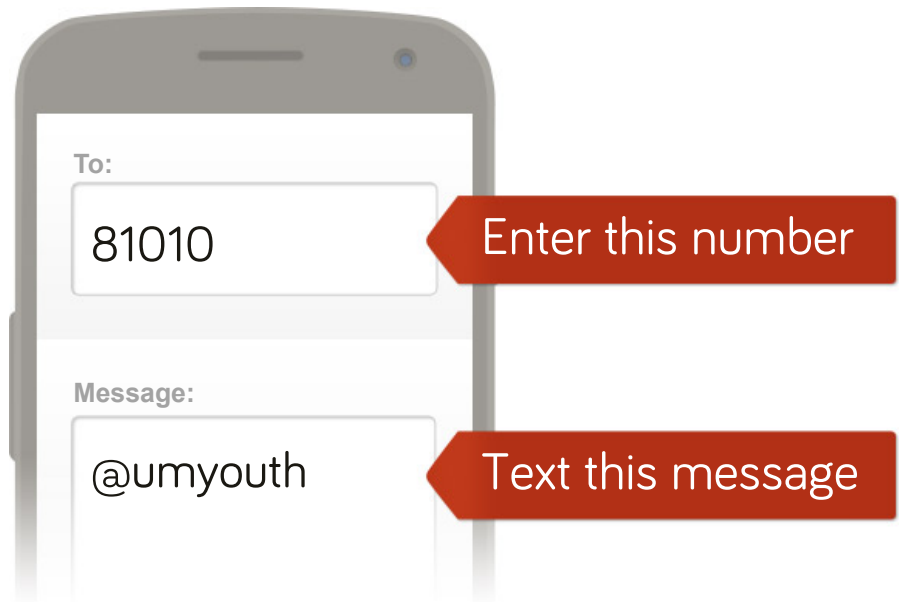 To:
81010
Enter this number
Message:
@umyouth
Text this message